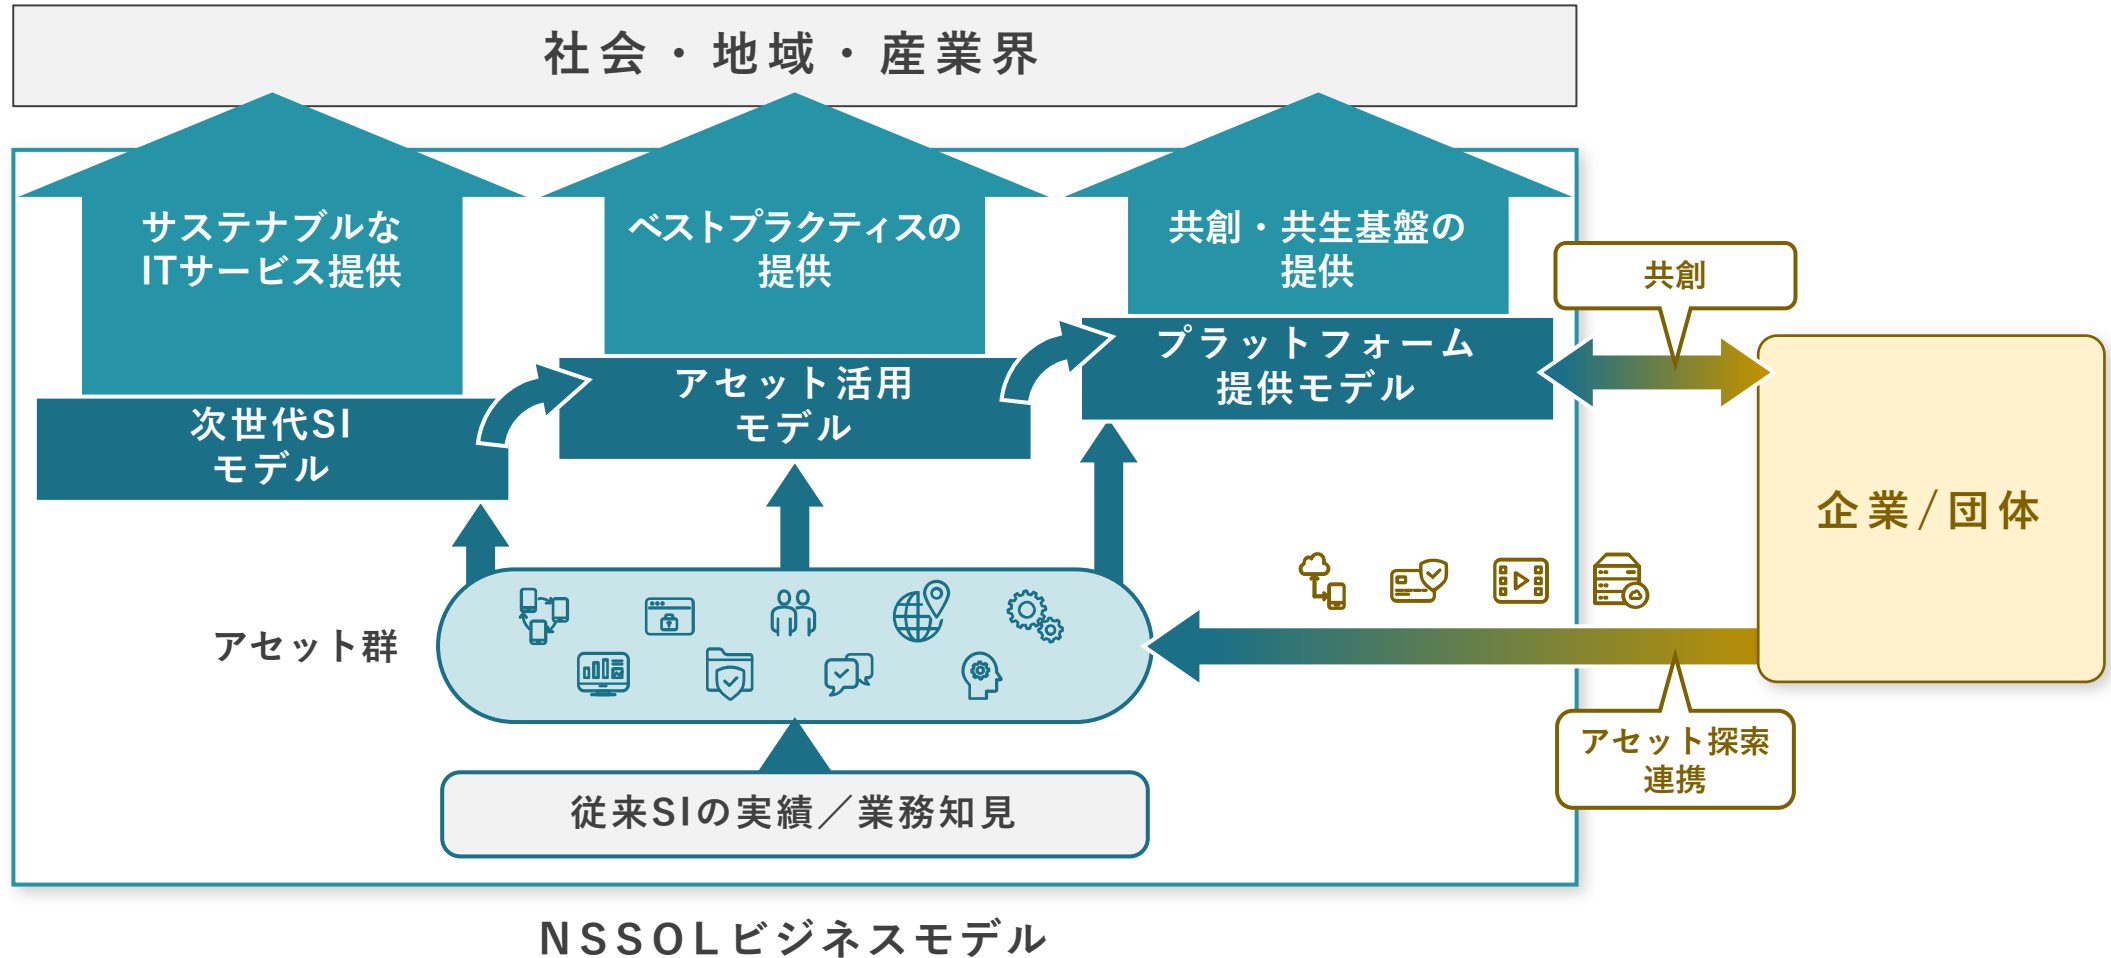 社会・地域・産業界
サステナブルな
ITサービス提供
ベストプラクティスの
提供
共創・共生基盤の
提供
共創
次世代SI
モデル
アセット活用
モデル
プラットフォーム
提供モデル
企業/団体
アセット群
アセット探索
連携
従来SIの実績／業務知見
NSSOLビジネスモデル